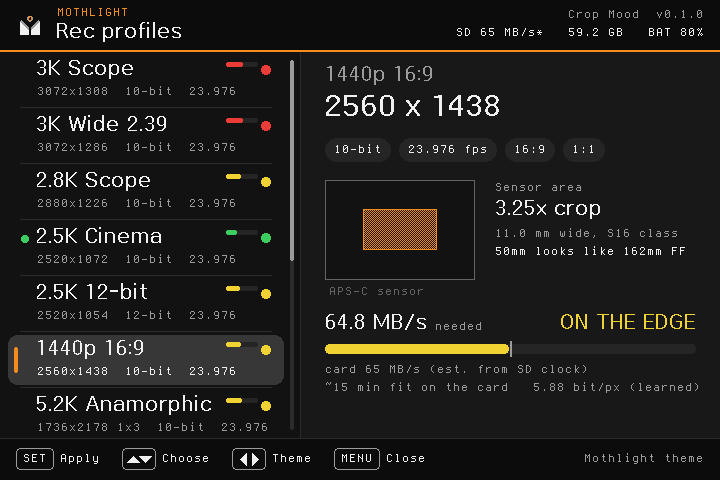 MOTHLIGHT
Rec profiles
Crop Mood v0.1.0
SD 65 MB/s* 59.2 GB BAT 80%
3K Scope
3072x1308 10-bit 23.976
3K Wide 2.39
3072x1286 10-bit 23.976
2.8K Scope
2880x1226 10-bit 23.976
2.5K Cinema
2520x1072 10-bit 23.976
2.5K 12-bit
2520x1054 12-bit 23.976
1440p 16:9
2560x1438 10-bit 23.976
5.2K Anamorphic
1736x2178 1x3 10-bit 23.976
1440p 16:9
2560 x 1438
10-bit 23.976 fps 16:9 1:1
Sensor area
3.25x crop
11.0 mm wide, S16 class
50mm looks like 162mm FF
APS-C sensor
64.8 MB/s needed ON THE EDGE
card 65 MB/s (est. from SD clock)
~15 min fit on the card 5.88 bit/px (learned)
SET Apply Choose Theme MENU Close Mothlight theme